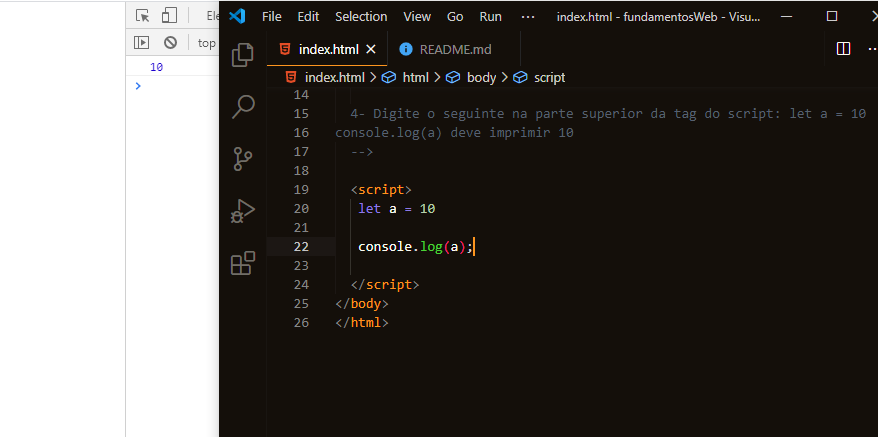 Ele
top
10
File Edit Selection View Go Run ··· index.html - fundamentosWeb - Visu...
index.html README.md
index.html > html > body > script
14
15 4- Digite o seguinte na parte superior da tag do script: let a = 10
16 console.log(a) deve imprimir 10
17 -->
18
19 <script>
20 let a = 10
21
22 console.log(a);
23
24 </script>
25 </body>
26 </html>